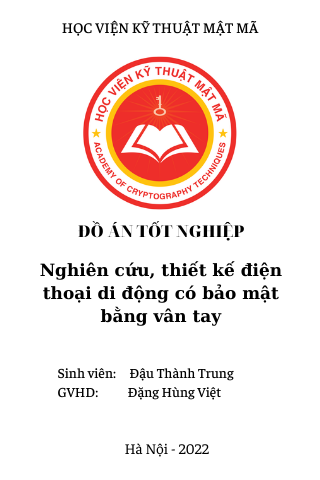 HỌC VIỆN KỸ THUẬT MẬT MÃ
HỌC VIỆN KỸ THUẬT MẬT MÃ
ACADEMY OF CRYPTOGRAPHY TECHNIQUES
ĐỒ ÁN TỐT NGHIỆP
Nghiên cứu, thiết kế điện
thoại di động có bảo mật
bằng vân tay
Sinh viên: Đậu Thành Trung
GVHD: Đặng Hùng Việt
Hà Nội - 2022